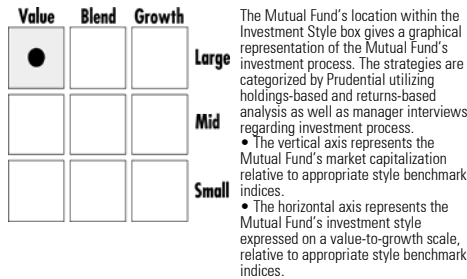 Value Blend Growth
Large
Mid
Small
The Mutual Fund's location within the
Investment Style box gives a graphical
representation of the Mutual Fund's
investment process. The strategies are
categorized by Prudential utilizing
holdings-based and returns-based
analysis as well as manager interviews
regarding investment process.
• The vertical axis represents the
Mutual Fund's market capitalization
relative to appropriate style benchmark
indices.
• The horizontal axis represents the
Mutual Fund's investment style
expressed on a value-to-growth scale,
relative to appropriate style benchmark
indices.